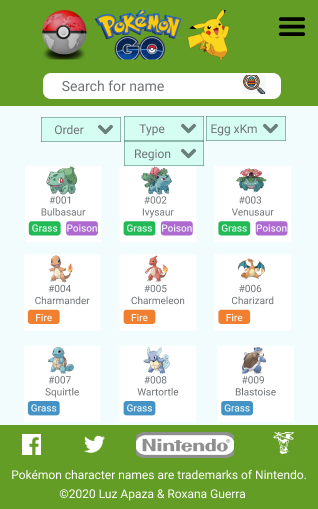 POKéMON
GO
Search for name
Order Type Egg xKm
Region
#001 #002 #003
Bulbasaur Ivysaur Venusaur
Grass Poison Grass Poison Grass Poison
#004 #005 #006
Charmander Charmeleon Charizard
Fire Fire Fire
#007 #008 #009
Squirtle Wartortle Blastoise
Grass Grass Grass
Nintendo
Pokémon character names are trademarks of Nintendo.
©2020 Luz Apaza & Roxana Guerra